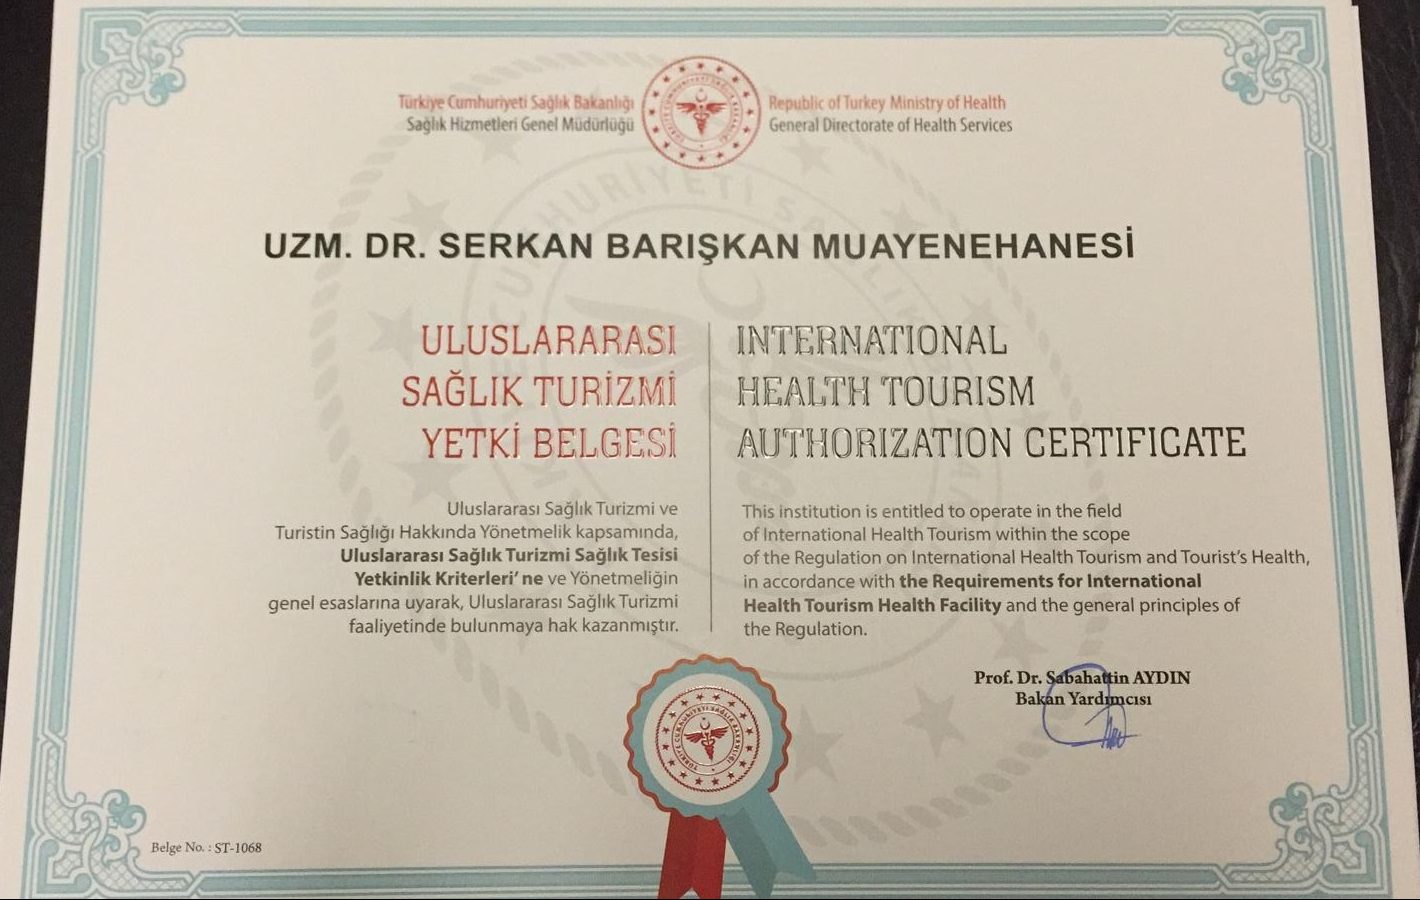 Türkiye Cumhuriyeti Sağlık Bakanlığı
Sağlık Hizmetleri Genel Müdürlüğü
Republic of Turkey Ministry of Health
General Directorate of Health Services
UZM. DR. SERKAN BARIŞKAN MUAYENEHANESİ
ULUSLARARASI
SAĞLIK TURİZMİ
YETKİ BELGESİ
INTERNATIONAL
HEALTH TOURISM
AUTHORIZATION CERTIFICATE
Uluslararası Sağlık Turizmi ve
Turistin Sağlığı Hakkında Yönetmelik kapsamında,
Uluslararası Sağlık Turizmi Sağlık Tesisi
Yetkinlik Kriterleri' ne ve Yönetmeliğin
genel esaslarına uyarak, Uluslararası Sağlık Turizmi
faaliyetinde bulunmaya hak kazanmıştır.
This institution is entitled to operate in the field
of International Health Tourism within the scope
of the Regulation on International Health Tourism and Tourist's Health,
in accordance with the Requirements for International
Health Tourism Health Facility and the general principles of
the Regulation.
Prof. Dr. Sabahattin AYDIN
Bakan Yardımcısı
TÜRKİYE CUMHURİYETİ SAĞLIK BAKANLIĞI
Belge No. : ST-1068